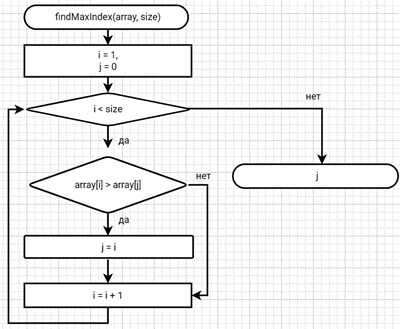 findMaxIndex(array, size)
i = 1,
j = 0
i < size
нет
да
array[i] > array[j]
нет
j
да
j = i
i = i + 1